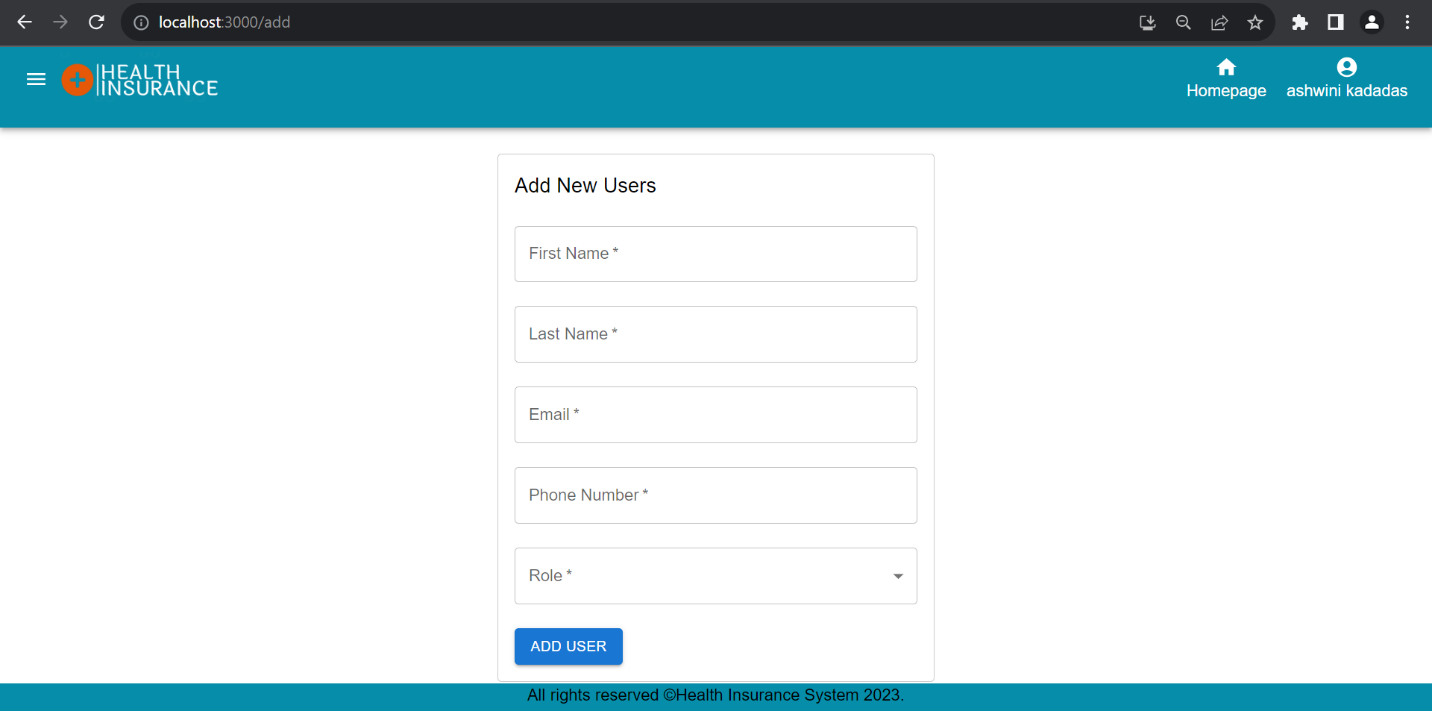 localhost:3000/add
HEALTH
INSURANCE
Homepage
ashwini kadadas
Add New Users
First Name *
Last Name *
Email *
Phone Number *
Role *
ADD USER
All rights reserved ©Health Insurance System 2023.